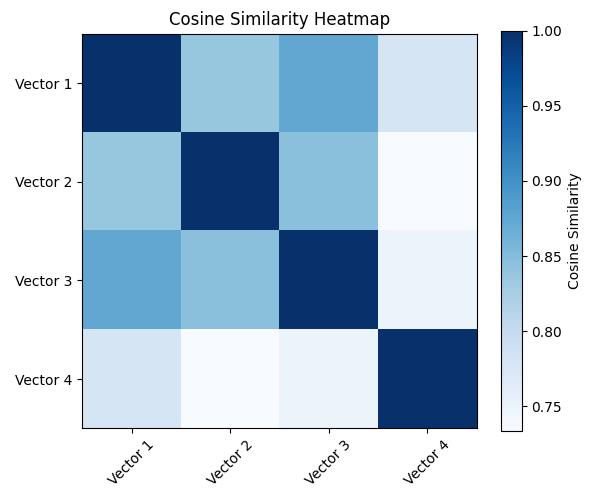 Cosine Similarity Heatmap
Vector 1
Vector 2
Vector 3
Vector 4
Vector 1
Vector 2
Vector 3
Vector 4
1.00
0.95
0.90
0.85
0.80
0.75
Cosine Similarity